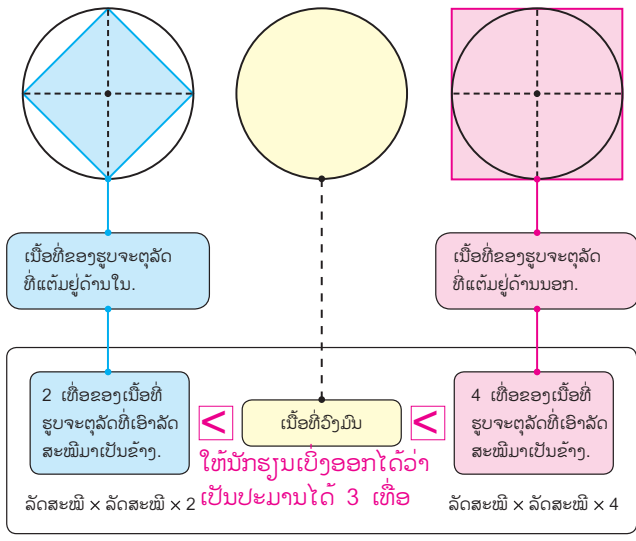 ເນື້ອທີ່ຂອງຮູບຈະຕຸລັດ
ທີ່ແຕ້ມຢູ່ດ້ານໃນ.
ເນື້ອທີ່ຂອງຮູບຈະຕຸລັດ
ທີ່ແຕ້ມຢູ່ດ້ານນອກ.
2 ເທື່ອຂອງເນື້ອທີ່
ຮູບຈະຕຸລັດທີ່ເອົາລັດ
ສະໝີມາເປັນຂ້າງ.
<
ເນື້ອທີ່ວົງມົນ
<
4 ເທື່ອຂອງເນື້ອທີ່
ຮູບຈະຕຸລັດທີ່ເອົາລັດ
ສະໝີມາເປັນຂ້າງ.
ໃຫ້ນັກຮຽນເບິ່ງອອກໄດ້ວ່າ
ເປັນປະມານໄດ້ 3 ເທື່ອ
ລັດສະໝີ × ລັດສະໝີ × 2
ລັດສະໝີ × ລັດສະໝີ × 4